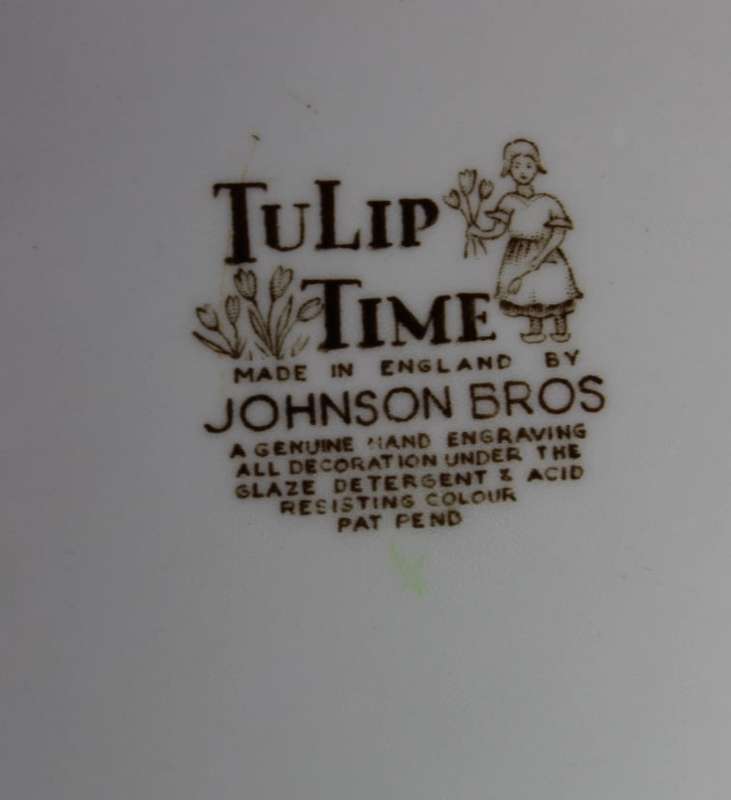 TULIP
TIME
MADE IN ENGLAND BY
JOHNSON BROS
A GENUINE HAND ENGRAVING
ALL DECORATION UNDER THE
GLAZE DETERGENT & ACID
RESISTING COLOUR
PAT PEND